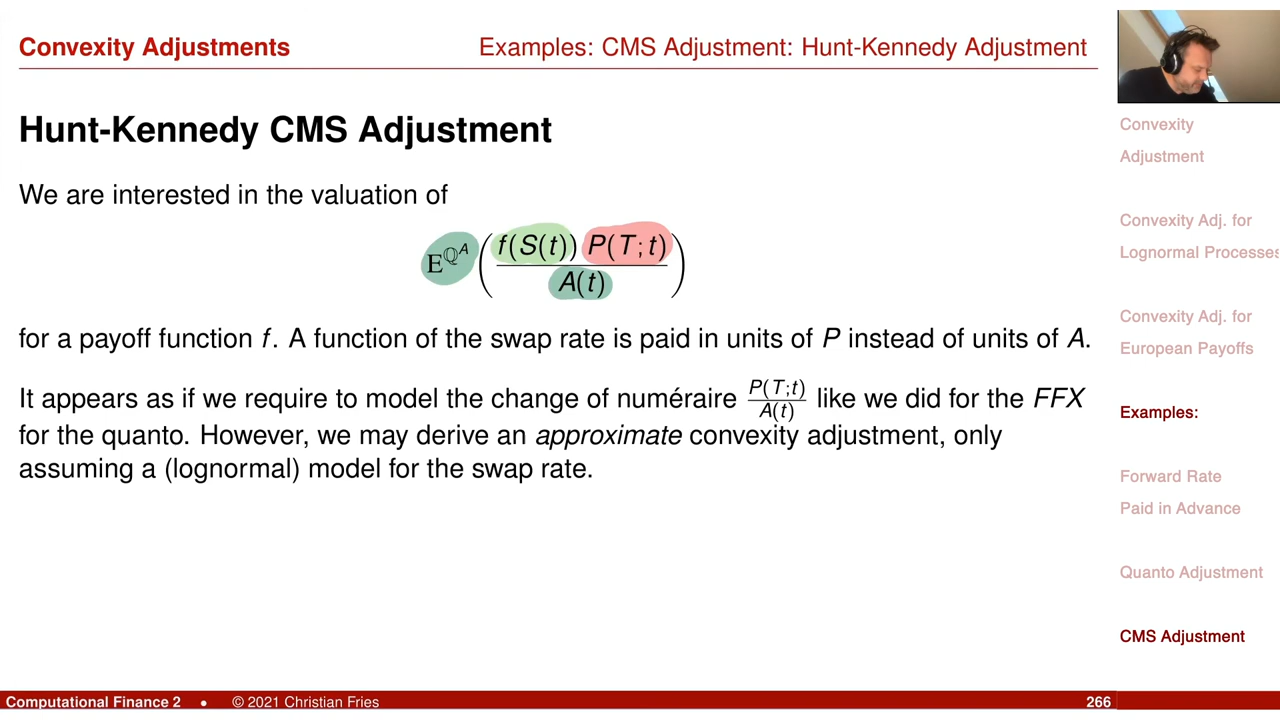 Convexity Adjustments
Examples: CMS Adjustment: Hunt-Kennedy Adjustment
Hunt-Kennedy CMS Adjustment
We are interested in the valuation of
E^{ℚ^A} ( f(S(t)) P(T; t) / A(t) )
for a payoff function f. A function of the swap rate is paid in units of P instead of units of A.
It appears as if we require to model the change of numéraire P(T;t) / A(t) like we did for the FFX
for the quanto. However, we may derive an approximate convexity adjustment, only
assuming a (lognormal) model for the swap rate.
Convexity
Adjustment
Convexity Adj. for
Lognormal Processes
Convexity Adj. for
European Payoffs
Examples:
Forward Rate
Paid in Advance
Quanto Adjustment
CMS Adjustment
Computational Finance 2 • © 2021 Christian Fries
266